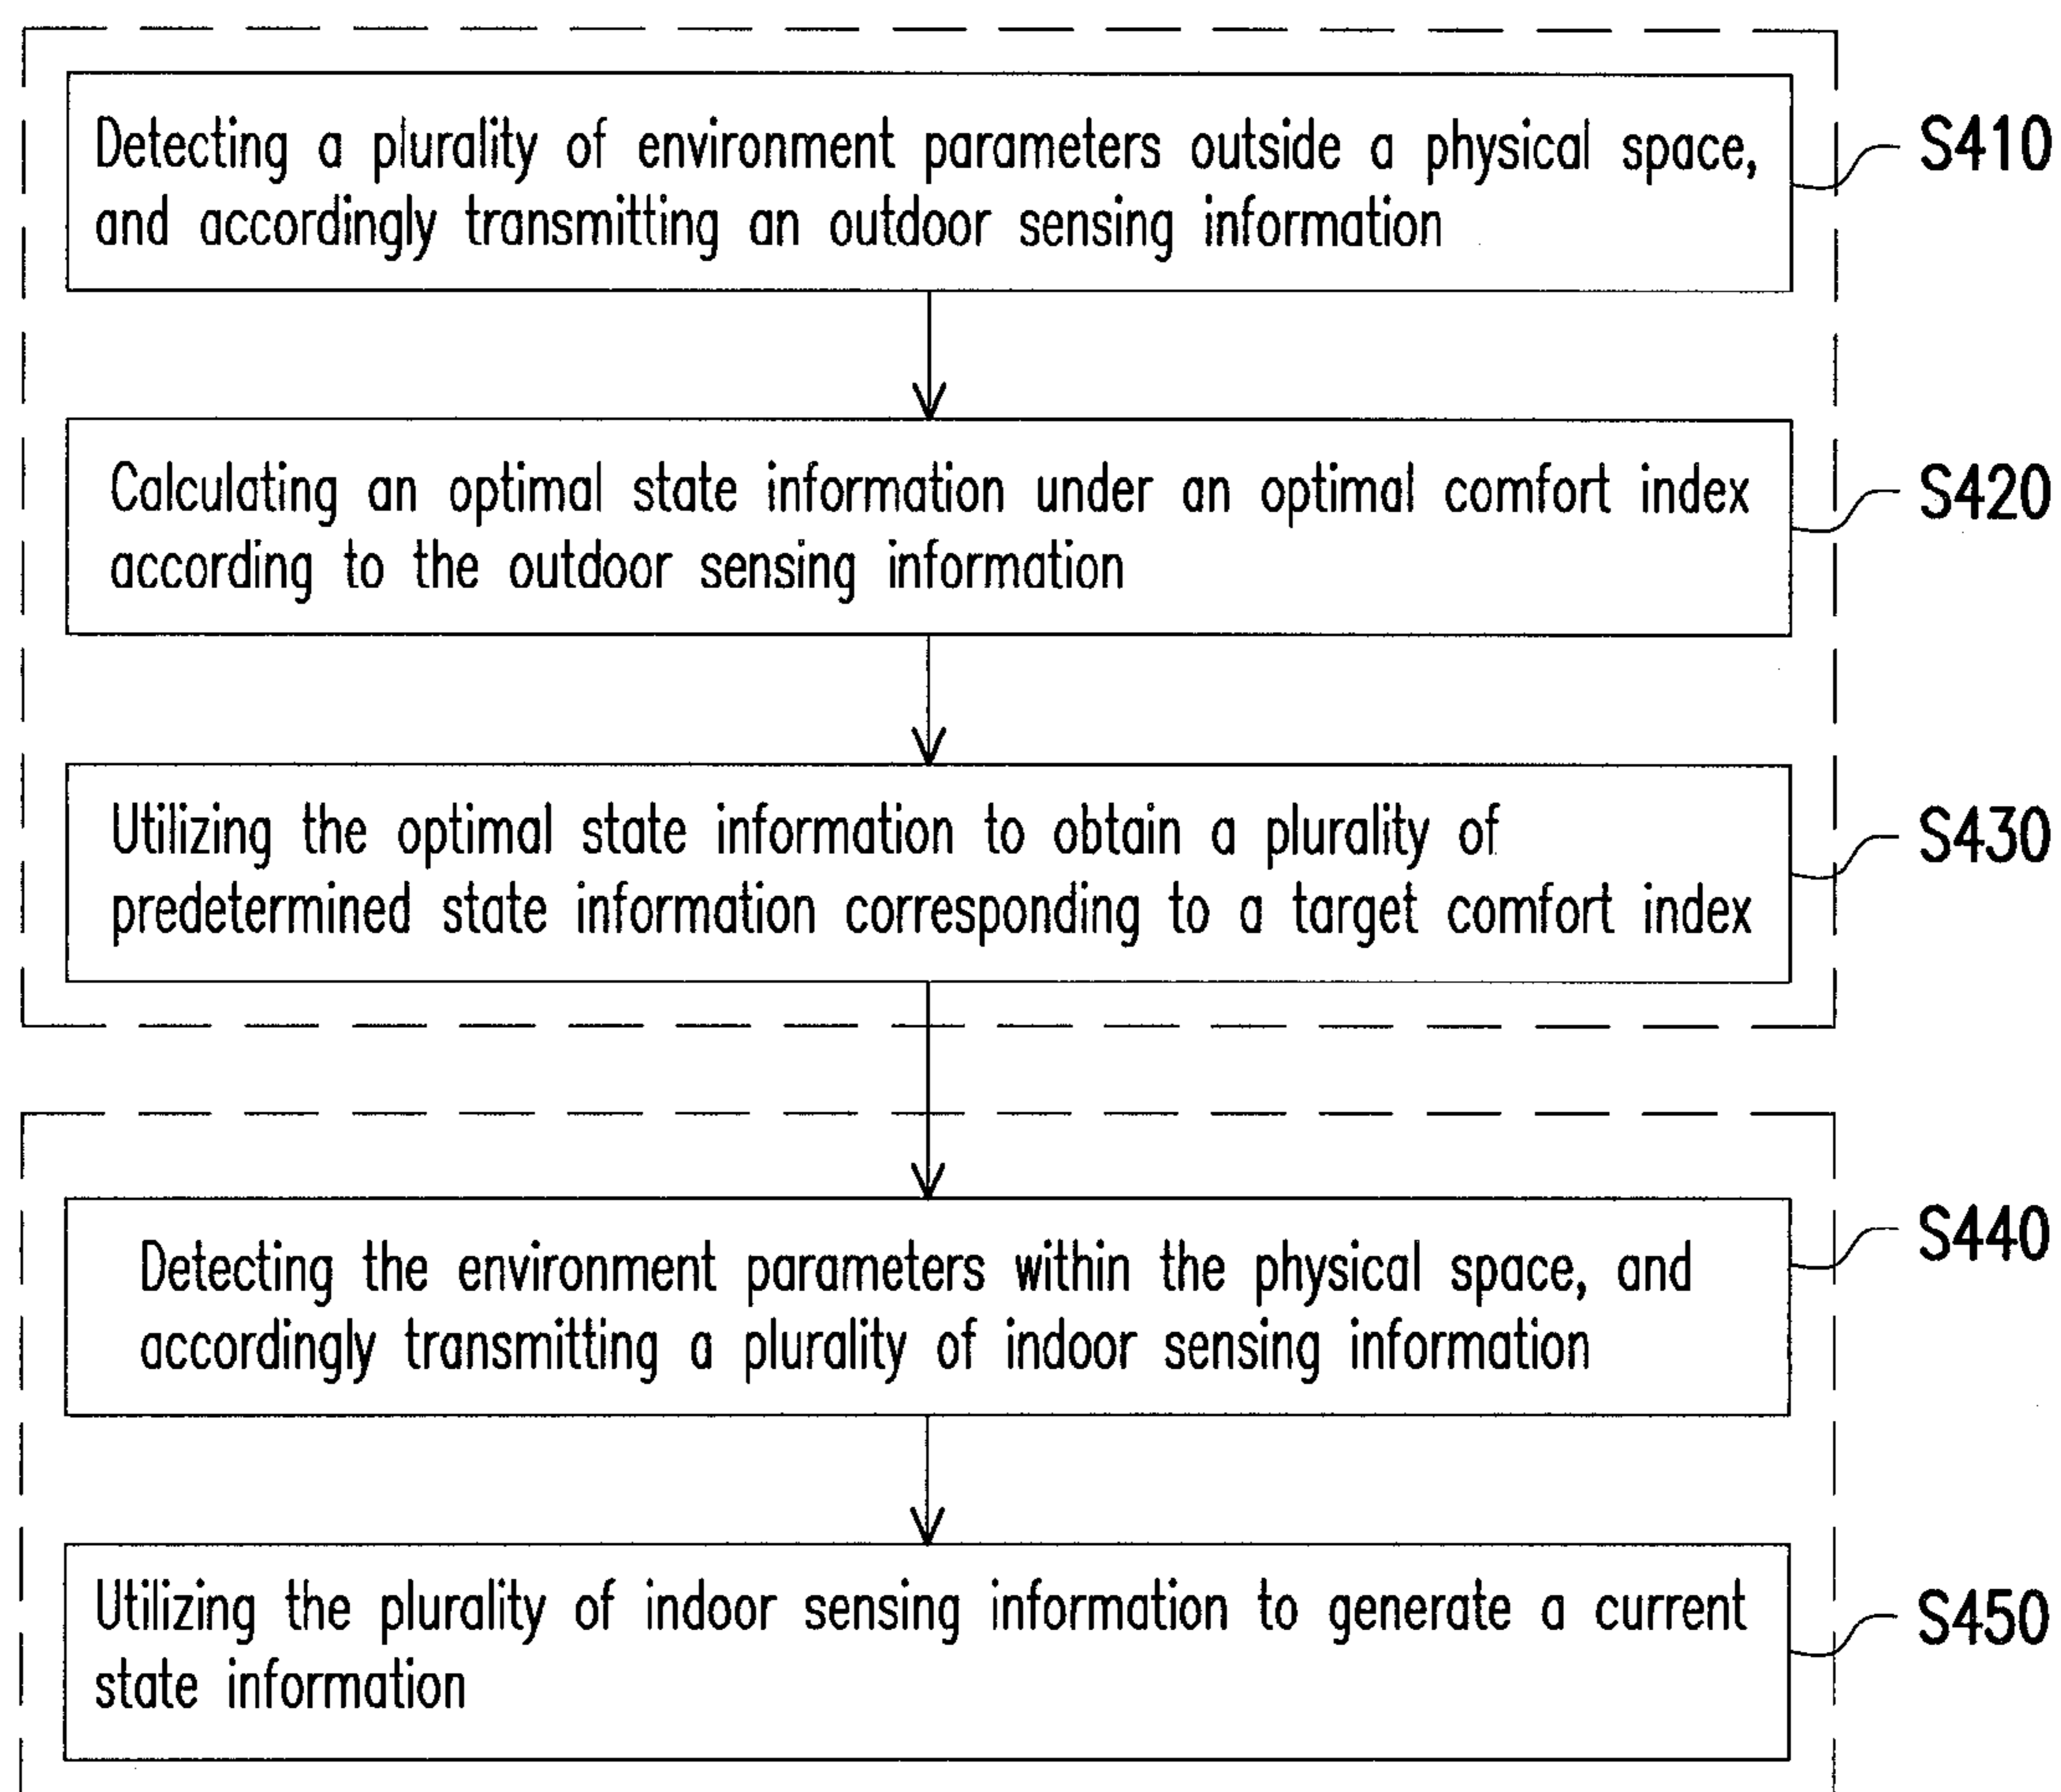 Detecting a plurality of environment parameters outside a physical space,
and accordingly transmitting an outdoor sensing information
S410
Calculating an optimal state information under an optimal comfort index
according to the outdoor sensing information
S420
Utilizing the optimal state information to obtain a plurality of
predetermined state information corresponding to a target comfort index
S430
Detecting the environment parameters within the physical space, and
accordingly transmitting a plurality of indoor sensing information
S440
Utilizing the plurality of indoor sensing information to generate a current
state information
S450